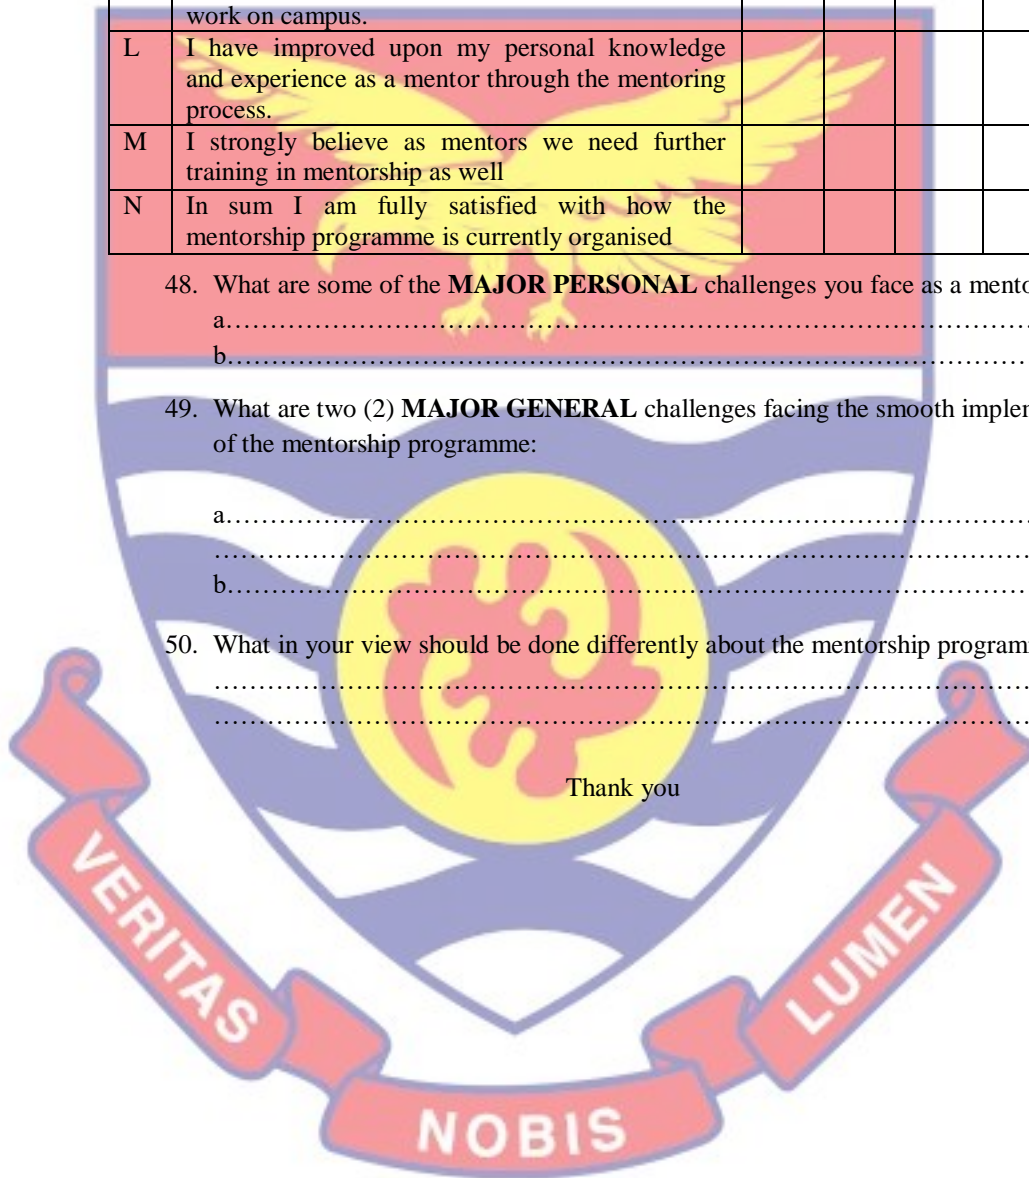 work on campus.
L I have improved upon my personal knowledge
and experience as a mentor through the mentoring
process.
M I strongly believe as mentors we need further
training in mentorship as well
N In sum I am fully satisfied with how the
mentorship programme is currently organised
48. What are some of the MAJOR PERSONAL challenges you face as a
a……………………………………………………………………………
b……………………………………………………………………………
49. What are two (2) MAJOR GENERAL challenges facing the smooth
of the mentorship programme:
a……………………………………………………………………………
……………………………………………………………………………
b……………………………………………………………………………
50. What in your view should be done differently about the mentorship
……………………………………………………………………………
……………………………………………………………………………
Thank you
VERITAS
NOBIS
LUMEN